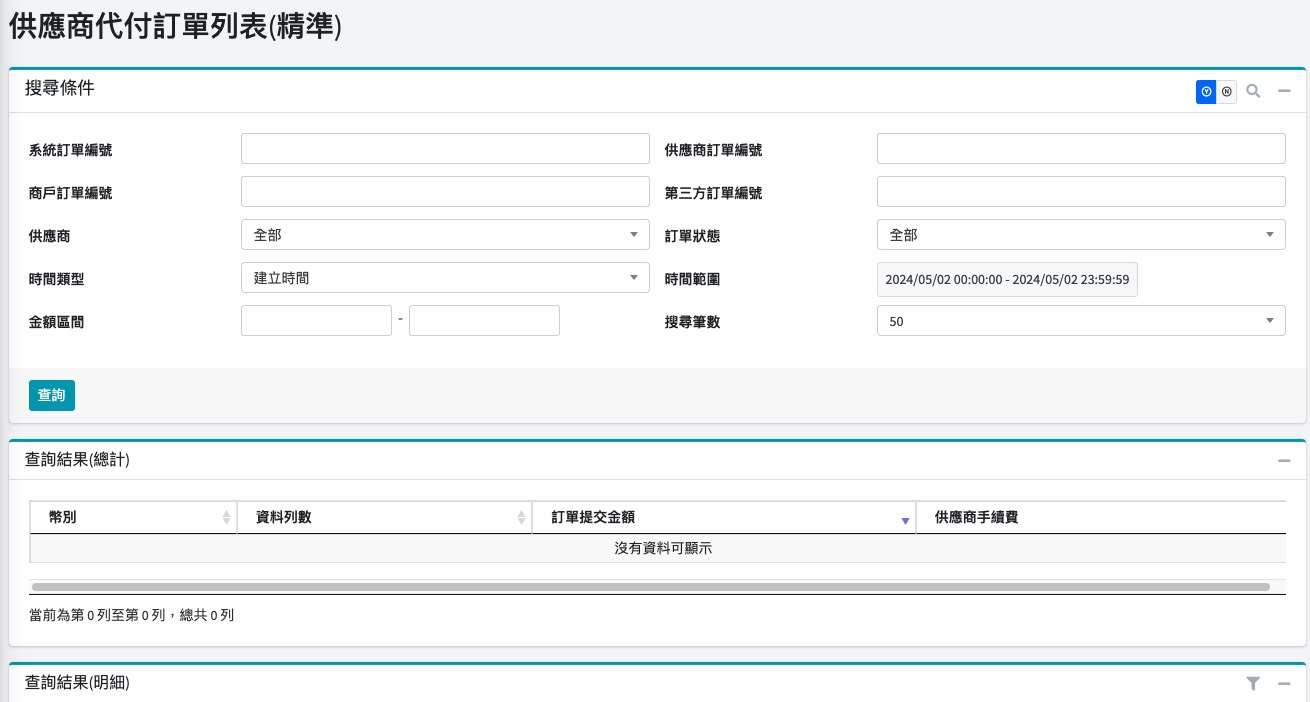 供應商代付訂單列表(精準)
搜尋條件
Ⓨ Ⓝ
系統訂單編號 供應商訂單編號
商戶訂單編號 第三方訂單編號
供應商 全部 訂單狀態 全部
時間類型 建立時間 時間範圍 2024/05/02 00:00:00 - 2024/05/02 23:59:59
金額區間 - 搜尋筆數 50
查詢
查詢結果(總計)
幣別 資料列數 訂單提交金額 供應商手續費
沒有資料可顯示
當前為第 0 列至第 0 列，總共 0 列
查詢結果(明細)